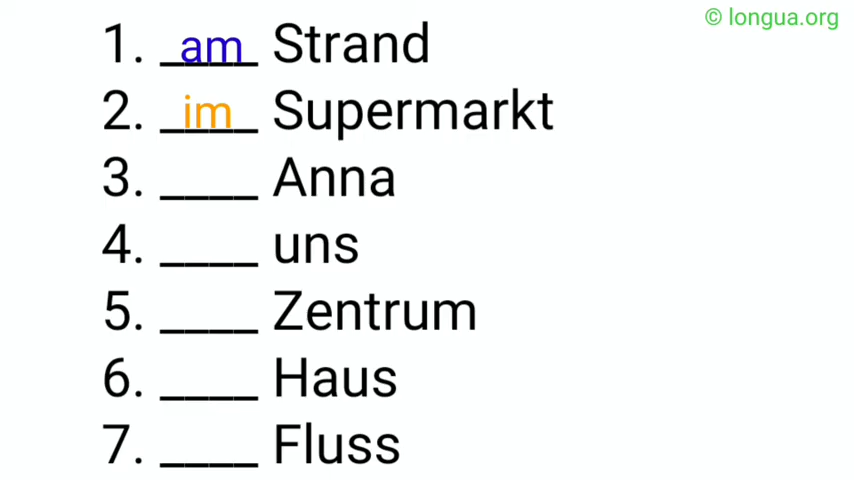 © longua.org
1. am Strand
2. im Supermarkt
3. ____ Anna
4. ____ uns
5. ____ Zentrum
6. ____ Haus
7. ____ Fluss